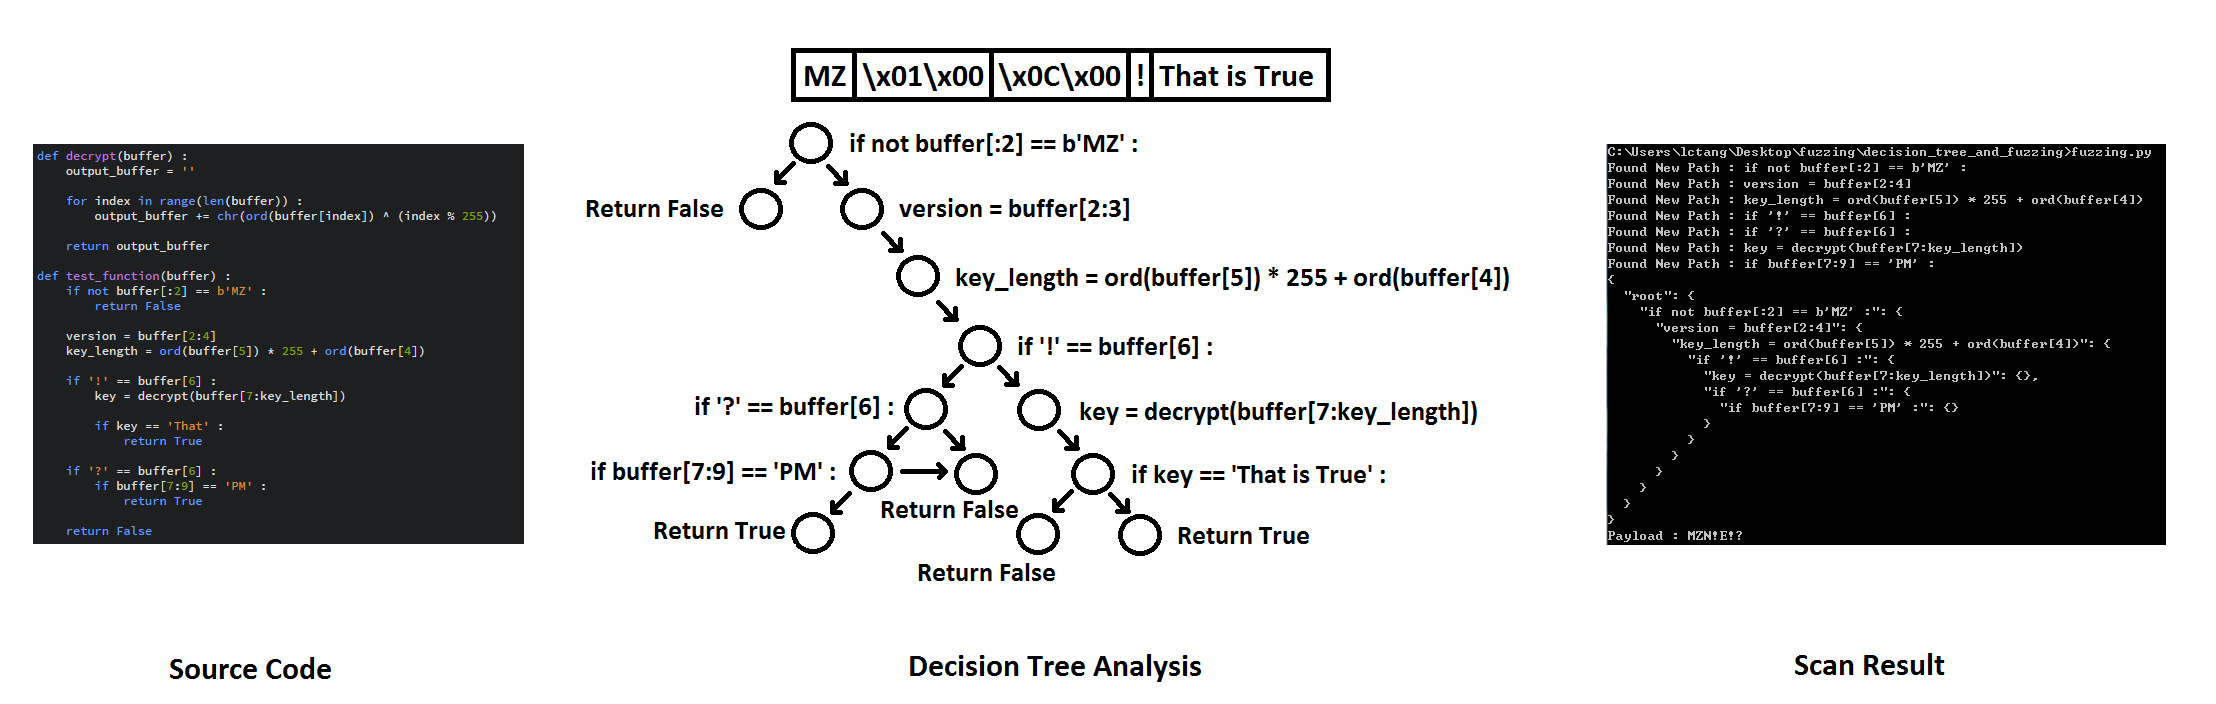 def decrypt(buffer) :
    output_buffer = ''
    for index in range(len(buffer)) :
        output_buffer += chr(ord(buffer[index]) ^ (index % 255))
    return output_buffer
def test_function(buffer) :
    if not buffer[:2] == b'MZ' :
        return False
    version = buffer[2:4]
    key_length = ord(buffer[5]) * 255 + ord(buffer[4])
    if '!' == buffer[6] :
        key = decrypt(buffer[7:key_length])
        if key == 'That' :
            return True
    if '?' == buffer[6] :
        if buffer[7:9] == 'PM' :
            return True
    return False
Source Code
MZ \x01\x00 \x0C\x00 ! That is True
if not buffer[:2] == b'MZ' :
Return False
version = buffer[2:3]
key_length = ord(buffer[5]) * 255 + ord(buffer[4])
if '!' == buffer[6] :
if '?' == buffer[6] :
key = decrypt(buffer[7:key_length])
if buffer[7:9] == 'PM' :
if key == 'That is True' :
Return False
Return True
Return True
Return False
Decision Tree Analysis
C:\Users\lctang\Desktop\fuzzing\decision_tree_and_fuzzing>fuzzing.py
Found New Path : if not buffer[:2] == b'MZ' :
Found New Path : version = buffer[2:4]
Found New Path : key_length = ord(buffer[5]) * 255 + ord(buffer[4])
Found New Path : if '!' == buffer[6] :
Found New Path : if '?' == buffer[6] :
Found New Path : key = decrypt(buffer[7:key_length])
Found New Path : if buffer[7:9] == 'PM' :
{
  "root": {
    "if not buffer[:2] == b'MZ' :": {
      "version = buffer[2:4]": {
        "key_length = ord(buffer[5]) * 255 + ord(buffer[4])": {
          "if '!' == buffer[6] :": {
            "key = decrypt(buffer[7:key_length])": {},
            "if '?' == buffer[6] :": {
              "if buffer[7:9] == 'PM' :": {}
            }
          }
        }
      }
    }
  }
}
Payload : MZN!E!?
Scan Result